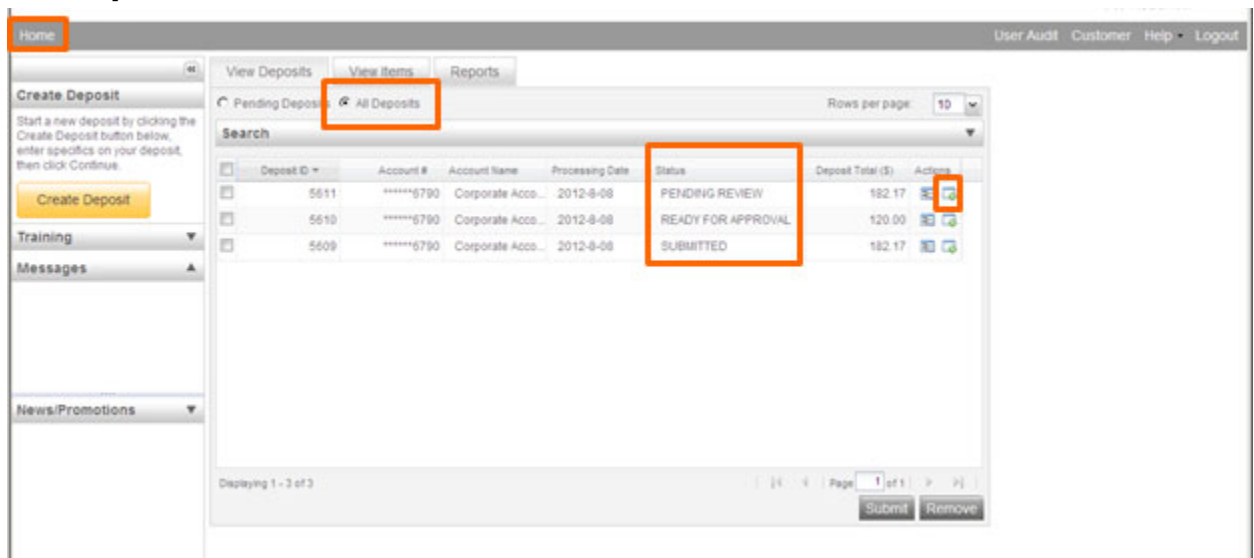 Home
User Audit Customer Help Logout
View Deposits View Items Reports
Create Deposit
Start a new deposit by clicking the
Create Deposit button below,
enter specifics on your deposit,
then click Continue.
Create Deposit
Training
Messages
News/Promotions
Pending Deposits All Deposits Rows per page: 10
Search
Deposit ID Account # Account Name Processing Date Status Deposit Total ($) Actions
5611 ******6790 Corporate Acco... 2012-8-08 PENDING REVIEW 182.17
5610 ******6790 Corporate Acco... 2012-8-08 READY FOR APPROVAL 120.00
5609 ******6790 Corporate Acco... 2012-8-08 SUBMITTED 182.17
Displaying 1 - 3 of 3 Page 1 of 1
Submit Remove